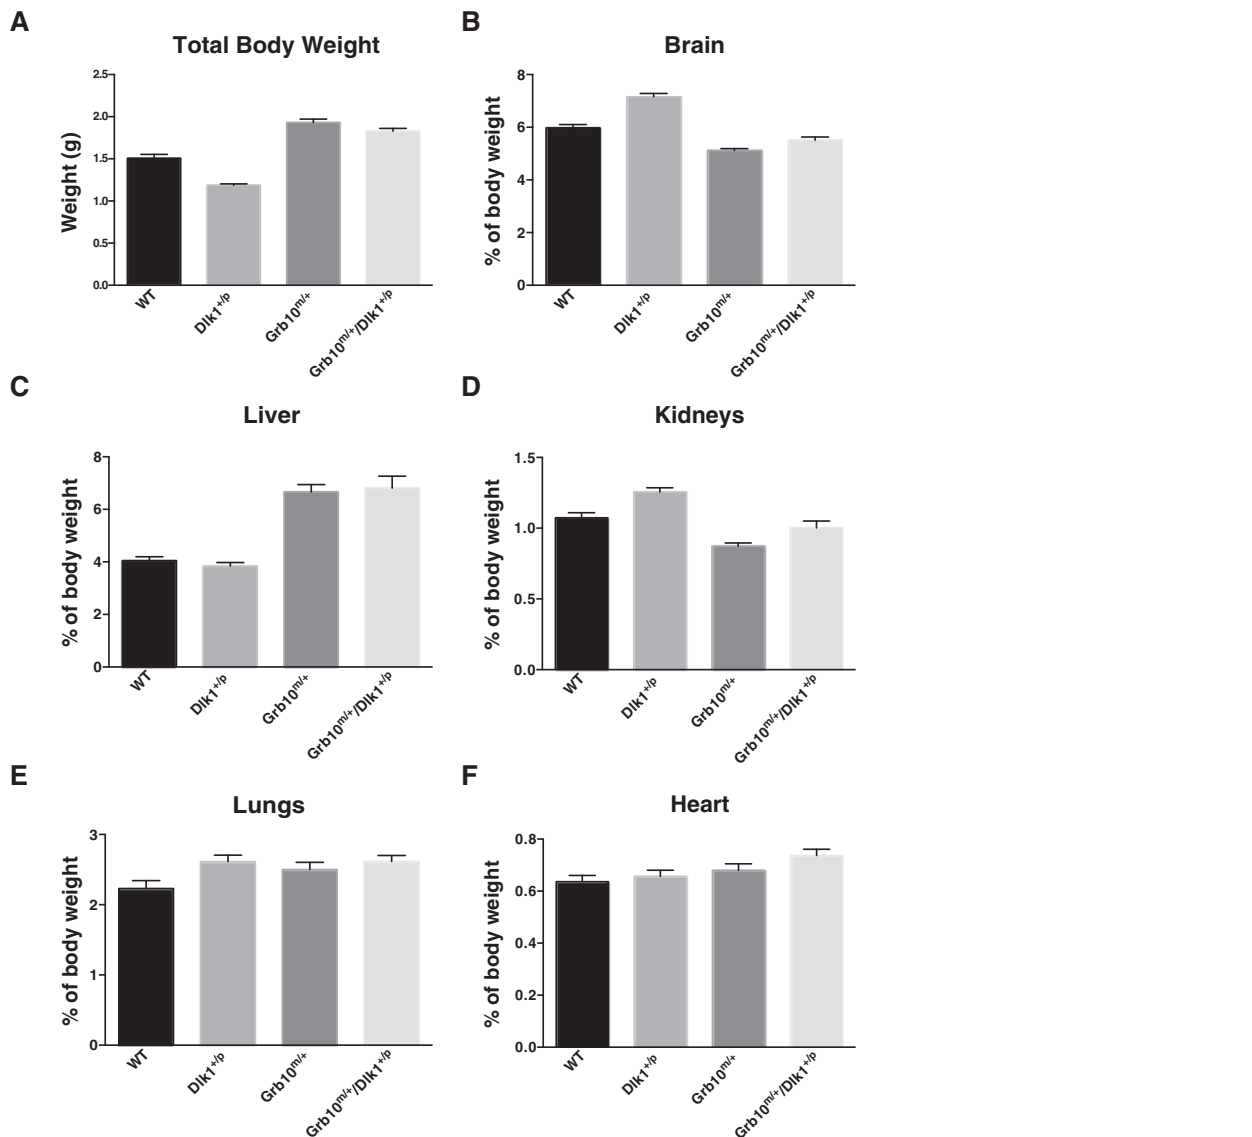 A
Total Body Weight
Weight (g)
2.5
2.0
1.5
1.0
0.5
0.0
WT
Dlk1+/p
Grb10m/+
Grb10m/+/Dlk1+/p
B
Brain
% of body weight
8
6
4
2
0
WT
Dlk1+/p
Grb10m/+
Grb10m/+/Dlk1+/p
C
Liver
% of body weight
8
6
4
2
0
WT
Dlk1+/p
Grb10m/+
Grb10m/+/Dlk1+/p
D
Kidneys
% of body weight
1.5
1.0
0.5
0.0
WT
Dlk1+/p
Grb10m/+
Grb10m/+/Dlk1+/p
E
Lungs
% of body weight
3
2
1
0
WT
Dlk1+/p
Grb10m/+
Grb10m/+/Dlk1+/p
F
Heart
% of body weight
0.8
0.6
0.4
0.2
0.0
WT
Dlk1+/p
Grb10m/+
Grb10m/+/Dlk1+/p